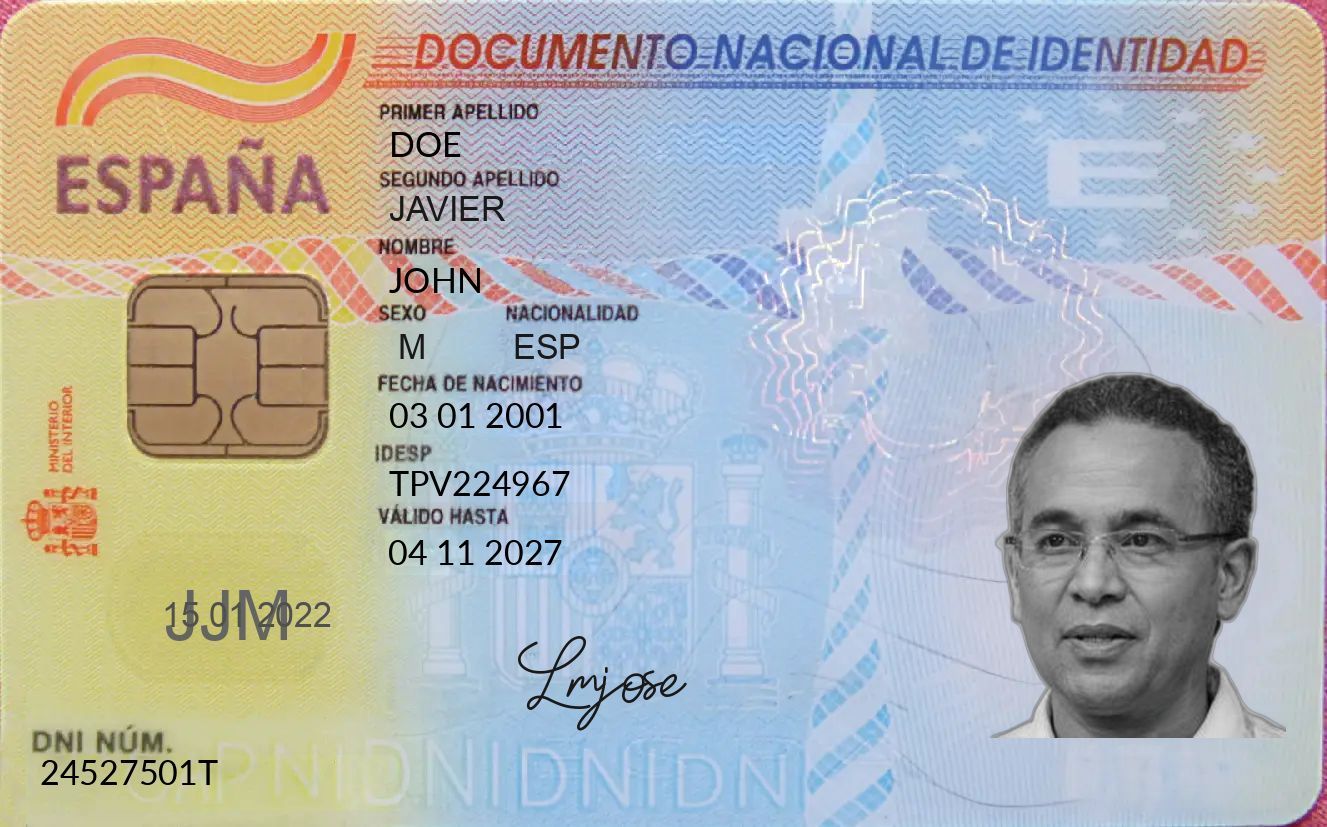 DOCUMENTO NACIONAL DE IDENTIDAD
ESPAÑA
E
PRIMER APELLIDO
DOE
SEGUNDO APELLIDO
JAVIER
NOMBRE
JOHN
SEXO NACIONALIDAD
M ESP
FECHA DE NACIMIENTO
03 01 2001
IDESP
TPV224967
VÁLIDO HASTA
04 11 2027
MINISTERIO
DEL INTERIOR
15 01 2022
JJM
Lmjose
DNI NÚM.
24527501T
DNIDNIDNIDNI